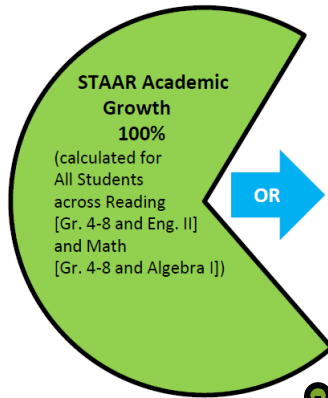 STAAR Academic
Growth
100%
(calculated for
All Students
across Reading
[Gr. 4-8 and Eng. II]
and Math
[Gr. 4-8 and Algebra I])
OR